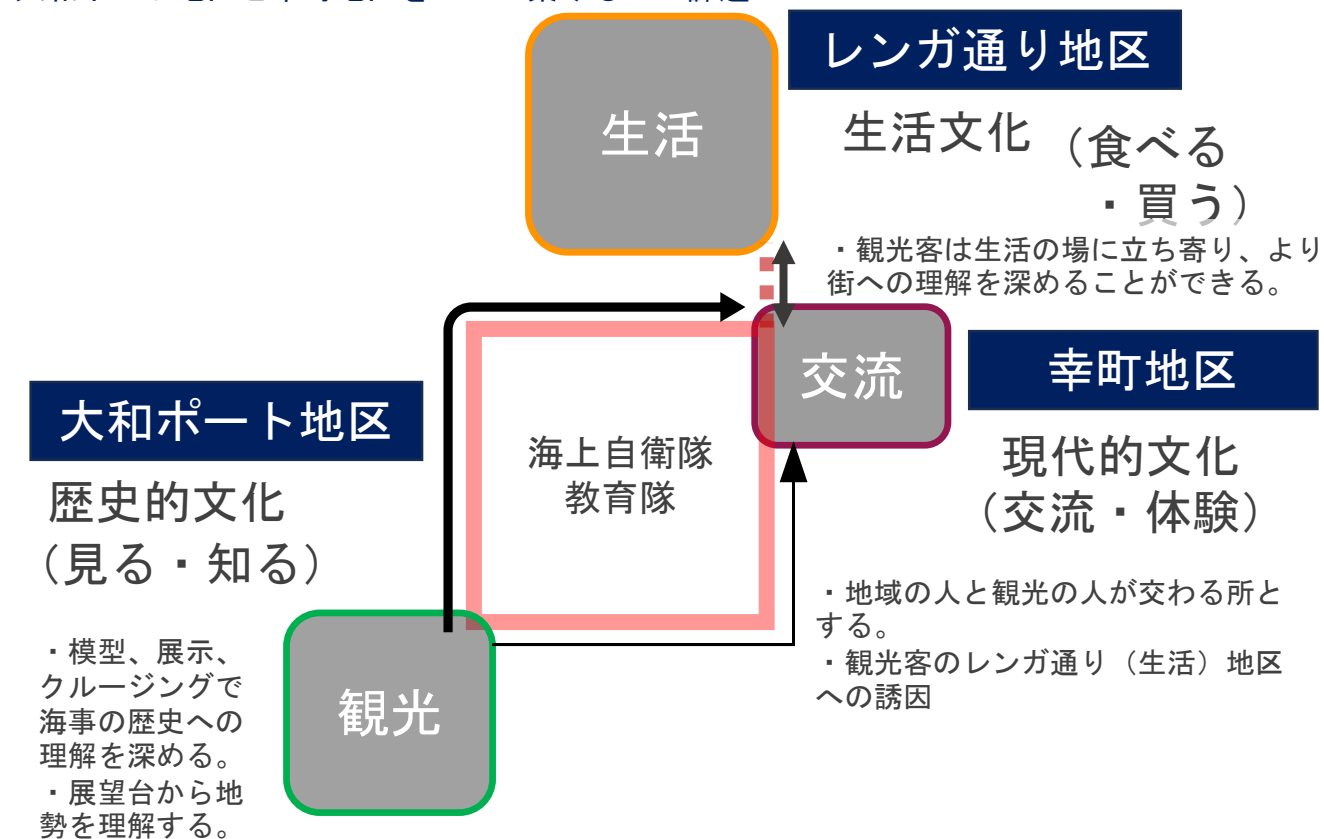 レンガ通り地区
生活
生活文化（食べる
・買う）
・観光客は生活の場に立ち寄り、より
街への理解を深めることができる。
交流
幸町地区
現代的文化
（交流・体験）
・地域の人と観光の人が交わる所と
する。
・観光客のレンガ通り（生活）地区
への誘因
海上自衛隊
教育隊
大和ポート地区
歴史的文化
（見る・知る）
・模型、展示、
クルージングで
海事の歴史への
理解を深める。
・展望台から地
勢を理解する。
観光